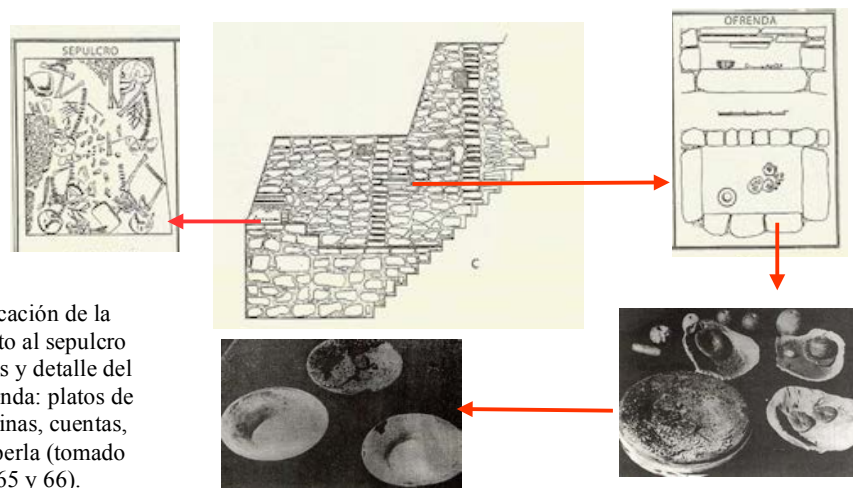 SEPULCRO
OFRENDA
C
cación de la
to al sepulcro
s y detalle del
nda: platos de
inas, cuentas,
perla (tomado
65 y 66).